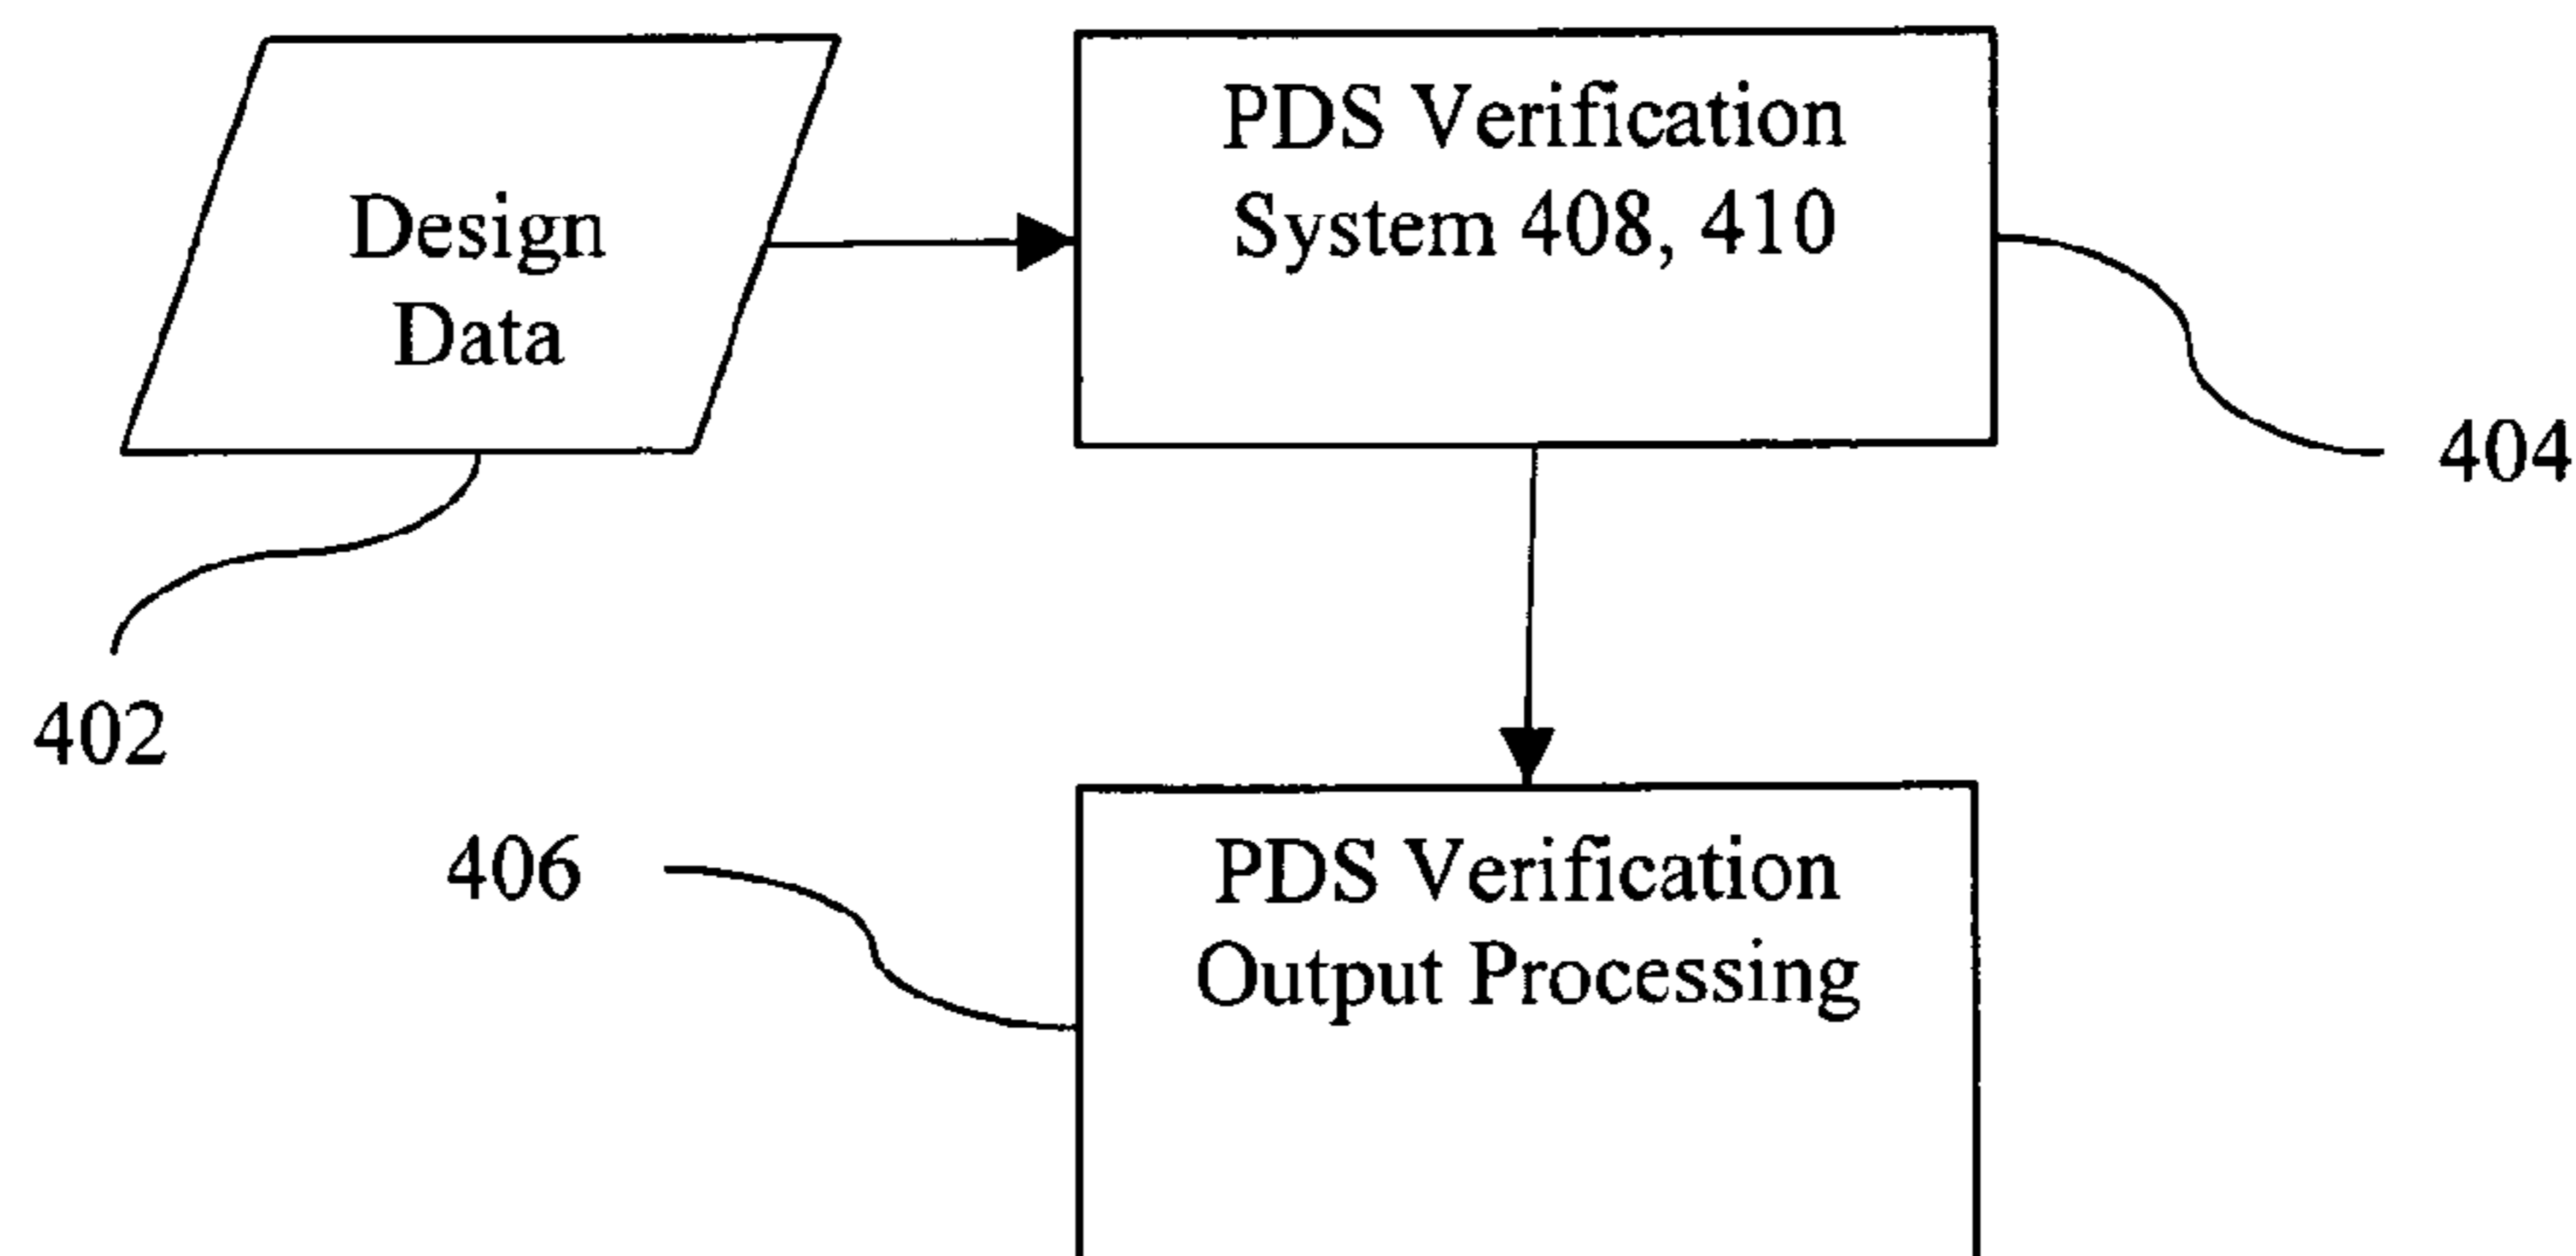 Design
Data
PDS Verification
System 408, 410
404
402
406
PDS Verification
Output Processing